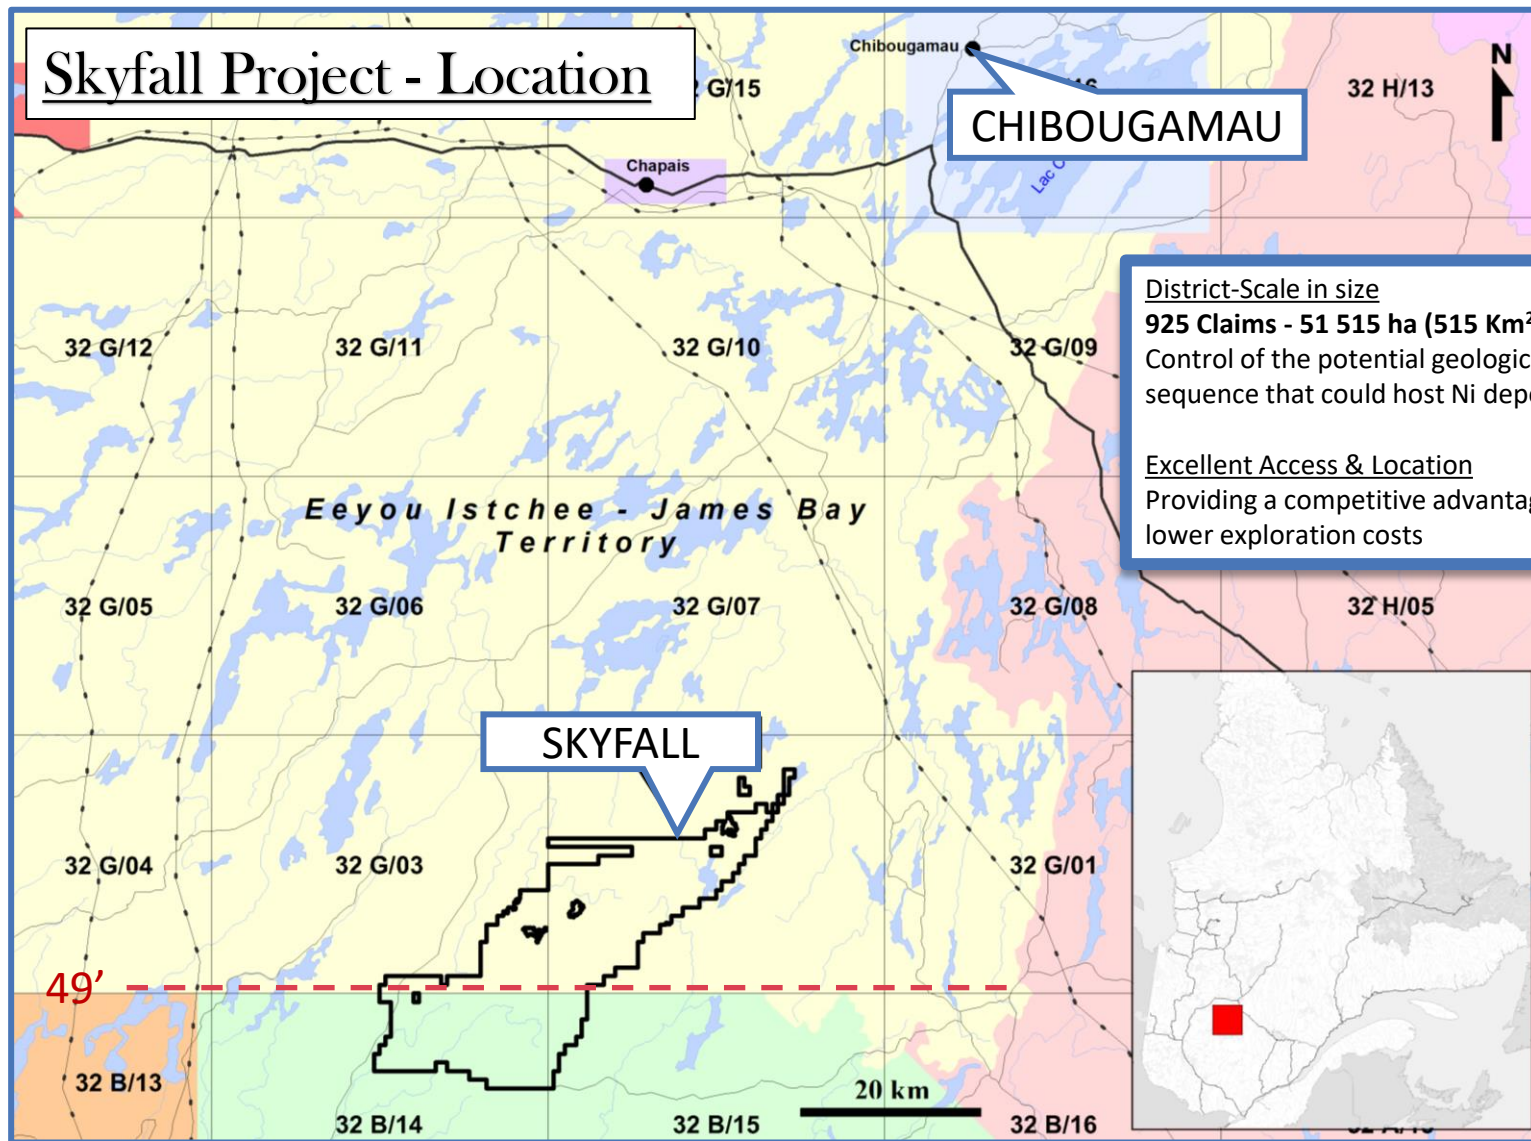 Skyfall Project - Location
Chibougamau
N
G/15
32 H/13
CHIBOUGAMAU
Chapais
Lac
District-Scale in size
925 Claims - 51 515 ha (515 Km²
Control of the potential geologic
sequence that could host Ni
32 G/12
32 G/11
32 G/10
32 G/09
Excellent Access & Location
Providing a competitive
lower exploration costs
Eeyou Istchee - James Bay
Territory
32 G/05
32 G/06
32 G/07
32 G/08
32 H/05
SKYFALL
32 G/04
32 G/03
32 G/01
49’
32 B/13
20 km
32 B/14
32 B/15
32 B/16